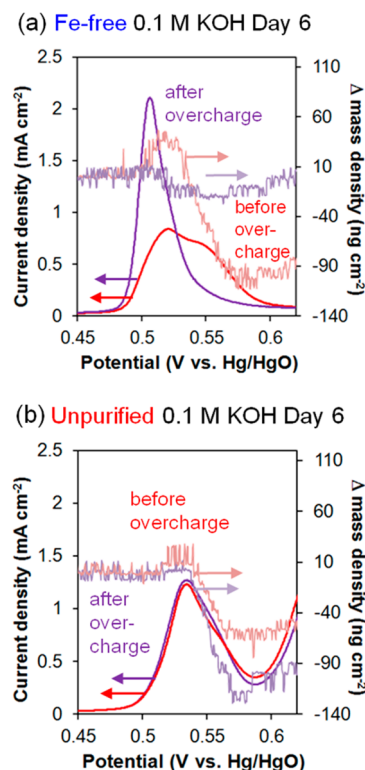 (a) Fe-free 0.1 M KOH Day 6
Current density (mA cm⁻²)
2.5
2
1.5
1
0.5
0
after
overcharge
before
over-
charge
110
60
10
-40
-90
-140
Δ mass density (ng cm⁻²)
0.45
0.5
0.55
0.6
Potential (V vs. Hg/HgO)
(b) Unpurified 0.1 M KOH Day 6
Current density (mA cm⁻²)
2.5
2
1.5
1
0.5
0
before
overcharge
after
over-
charge
110
60
10
-40
-90
-140
Δ mass density (ng cm⁻²)
0.45
0.5
0.55
0.6
Potential (V vs. Hg/HgO)